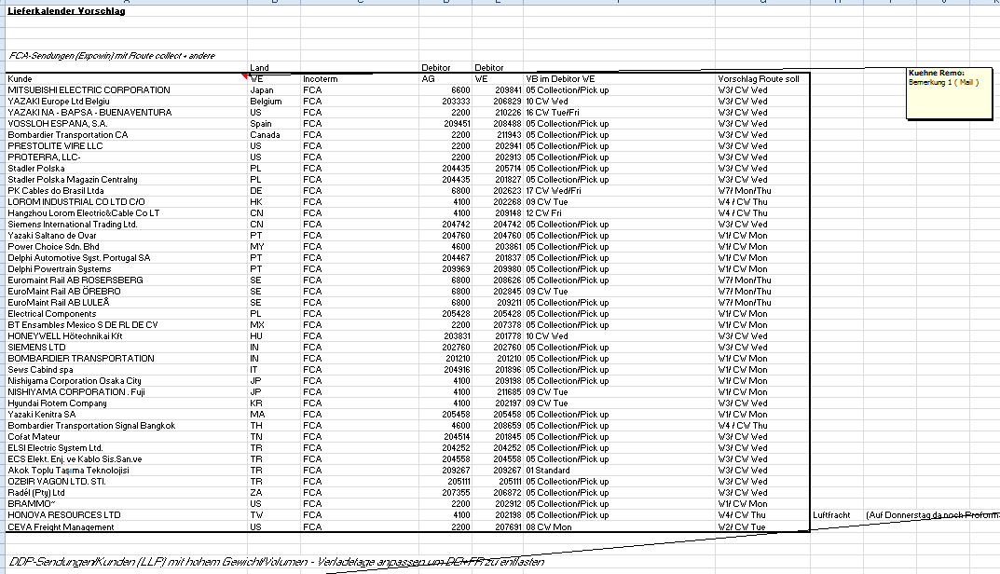 Lieferkalender Vorschlag
FCA-Sendungen (Expowin) mit Route collect + andere
Land Debitor Debitor
Kunde WE Incoterm AG WE VB im Debitor WE Vorschlag Route soll
Kuehne Remo:
Bemerkung 1 ( Mail )
MITSUBISHI ELECTRIC CORPORATION Japan FCA 6600 209841 05 Collection/Pick up W3/ CW Wed
YAZAKI Europe Ltd Belgiu Belgium FCA 203333 206829 10 CW Wed W3/ CW Wed
YAZAKI NA - BAPSA - BUENAVENTURA US FCA 2200 210226 16 CW Tue/Fri W3/ CW Wed
VOSSLOH ESPANA, S.A. Spain FCA 209451 208488 05 Collection/Pick up W3/ CW Wed
Bombardier Transportation CA Canada FCA 2200 211943 05 Collection/Pick up W3/ CW Wed
PRESTOLITE WIRE LLC US FCA 2200 202941 05 Collection/Pick up W3/ CW Wed
PROTERRA, LLC- US FCA 2200 202913 05 Collection/Pick up W3/ CW Wed
Stadler Polska PL FCA 204435 205714 05 Collection/Pick up W3/ CW Wed
Stadler Polska Magazin Centralny PL FCA 204435 201827 05 Collection/Pick up W3/ CW Wed
PK Cables do Brasil Ltda DE FCA 6800 202623 17 CW Wed/Fri W7/ Mon/Thu
LOROM INDUSTRIAL CO LTD C/O HK FCA 4100 202268 09 CW Tue W4 / CW Thu
Hangzhou Lorom Electric&Cable Co LT CN FCA 4100 209148 12 CW Fri W4 / CW Thu
Siemens International Trading Ltd. CN FCA 204742 204742 05 Collection/Pick up W3/ CW Wed
Yazaki Saltano de Ovar PT FCA 204760 204760 05 Collection/Pick up W1/ CW Mon
Power Choice Sdn. Bhd MY FCA 4600 203861 05 Collection/Pick up W1/ CW Mon
Delphi Automotive Syst. Portugal SA PT FCA 204467 201837 05 Collection/Pick up W1/ CW Mon
Delphi Powertrain Systems PT FCA 209969 209980 05 Collection/Pick up W1/ CW Mon
Euromaint Rail AB ROSERSBERG SE FCA 6800 208626 05 Collection/Pick up W7/ Mon/Thu
EuroMaint Rail AB ÖREBRO SE FCA 6800 202845 09 CW Tue W7/ Mon/Thu
EuroMaint Rail AB LULEÅ SE FCA 6800 209211 05 Collection/Pick up W7/ Mon/Thu
Electrical Components PL FCA 205428 205428 05 Collection/Pick up W1/ CW Mon
BT Ensambles Mexico S DE RL DE CV MX FCA 2200 207378 05 Collection/Pick up W1/ CW Mon
HONEYWELL Hötechnikai Kft HU FCA 203831 201778 10 CW Wed W3/ CW Wed
SIEMENS LTD IN FCA 202760 202760 05 Collection/Pick up W3/ CW Wed
BOMBARDIER TRANSPORTATION IN FCA 201210 201210 05 Collection/Pick up W1/ CW Mon
Sews Cabind spa IT FCA 204916 201896 05 Collection/Pick up W1/ CW Mon
Nishiyama Corporation Osaka City JP FCA 4100 209198 05 Collection/Pick up W1/ CW Mon
NISHIYAMA CORPORATION . Fuji JP FCA 4100 211685 09 CW Tue W1/ CW Mon
Hyundai Rotem Company KR FCA 4100 202197 09 CW Tue W3/ CW Wed
Yazaki Kenitra SA MA FCA 205458 205458 05 Collection/Pick up W1/ CW Mon
Bombardier Transportation Signal Bangkok TH FCA 4600 208659 05 Collection/Pick up W4 / CW Thu
Cofat Mateur TN FCA 204514 201845 05 Collection/Pick up W3/ CW Wed
ELSI Electric System Ltd. TR FCA 204252 204252 05 Collection/Pick up W3/ CW Wed
ECS Elekt. Enj. ve Kablo Sis.San.ve TR FCA 204558 204558 05 Collection/Pick up W3/ CW Wed
Akok Toplu Taşıma Teknolojisi TR FCA 209267 209267 01 Standard W3/ CW Wed
OZBIR VAGON LTD. STI. TR FCA 205111 205111 05 Collection/Pick up W3/ CW Wed
Radël (Pty) Ltd ZA FCA 207355 206872 05 Collection/Pick up W3/ CW Wed
BRAMMO~ US FCA 2200 202912 05 Collection/Pick up W1/ CW Mon
HONOVA RESOURCES LTD TW FCA 4100 202198 05 Collection/Pick up W4/ CW Thu Luftfracht (Auf Donnerstag da noch Proform
CEVA Freight Management US FCA 2200 207691 08 CW Mon W2/ CW Tue
DDP-Sendungen/Kunden (LLP) mit hohem Gewicht/Volumen - Verladetage anpassen um DO+FR zu entlasten